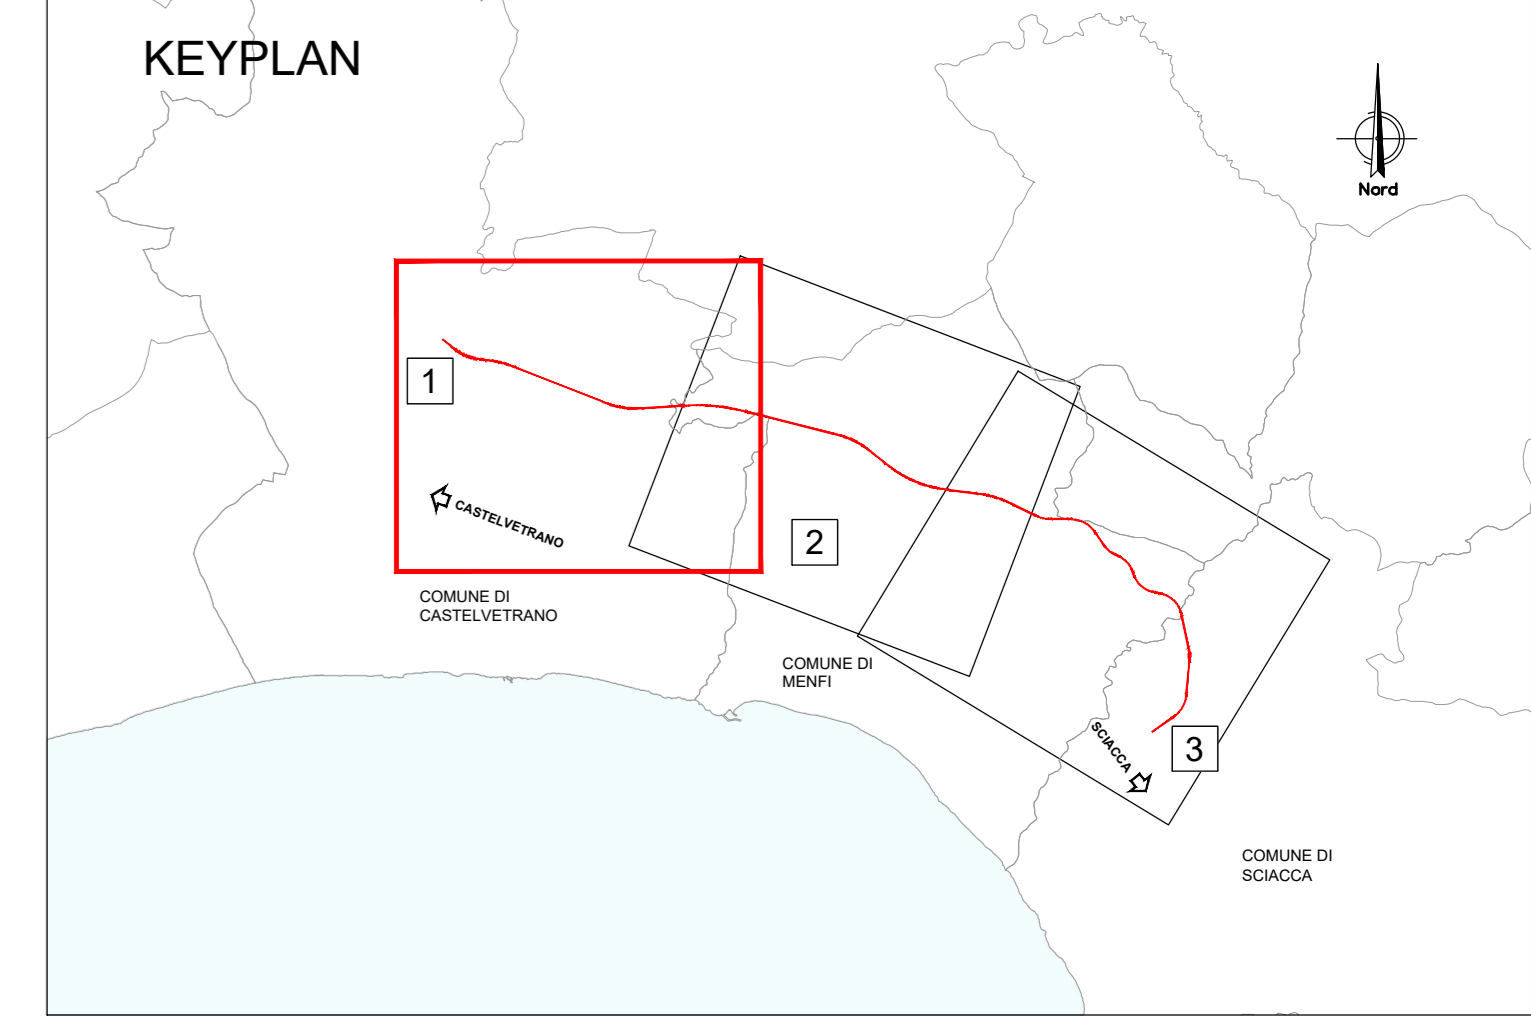 KEYPLAN
Nord
1
CASTELVETRANO
2
COMUNE DI
CASTELVETRANO
COMUNE DI
MENFI
SCIACCA
3
COMUNE DI
SCIACCA